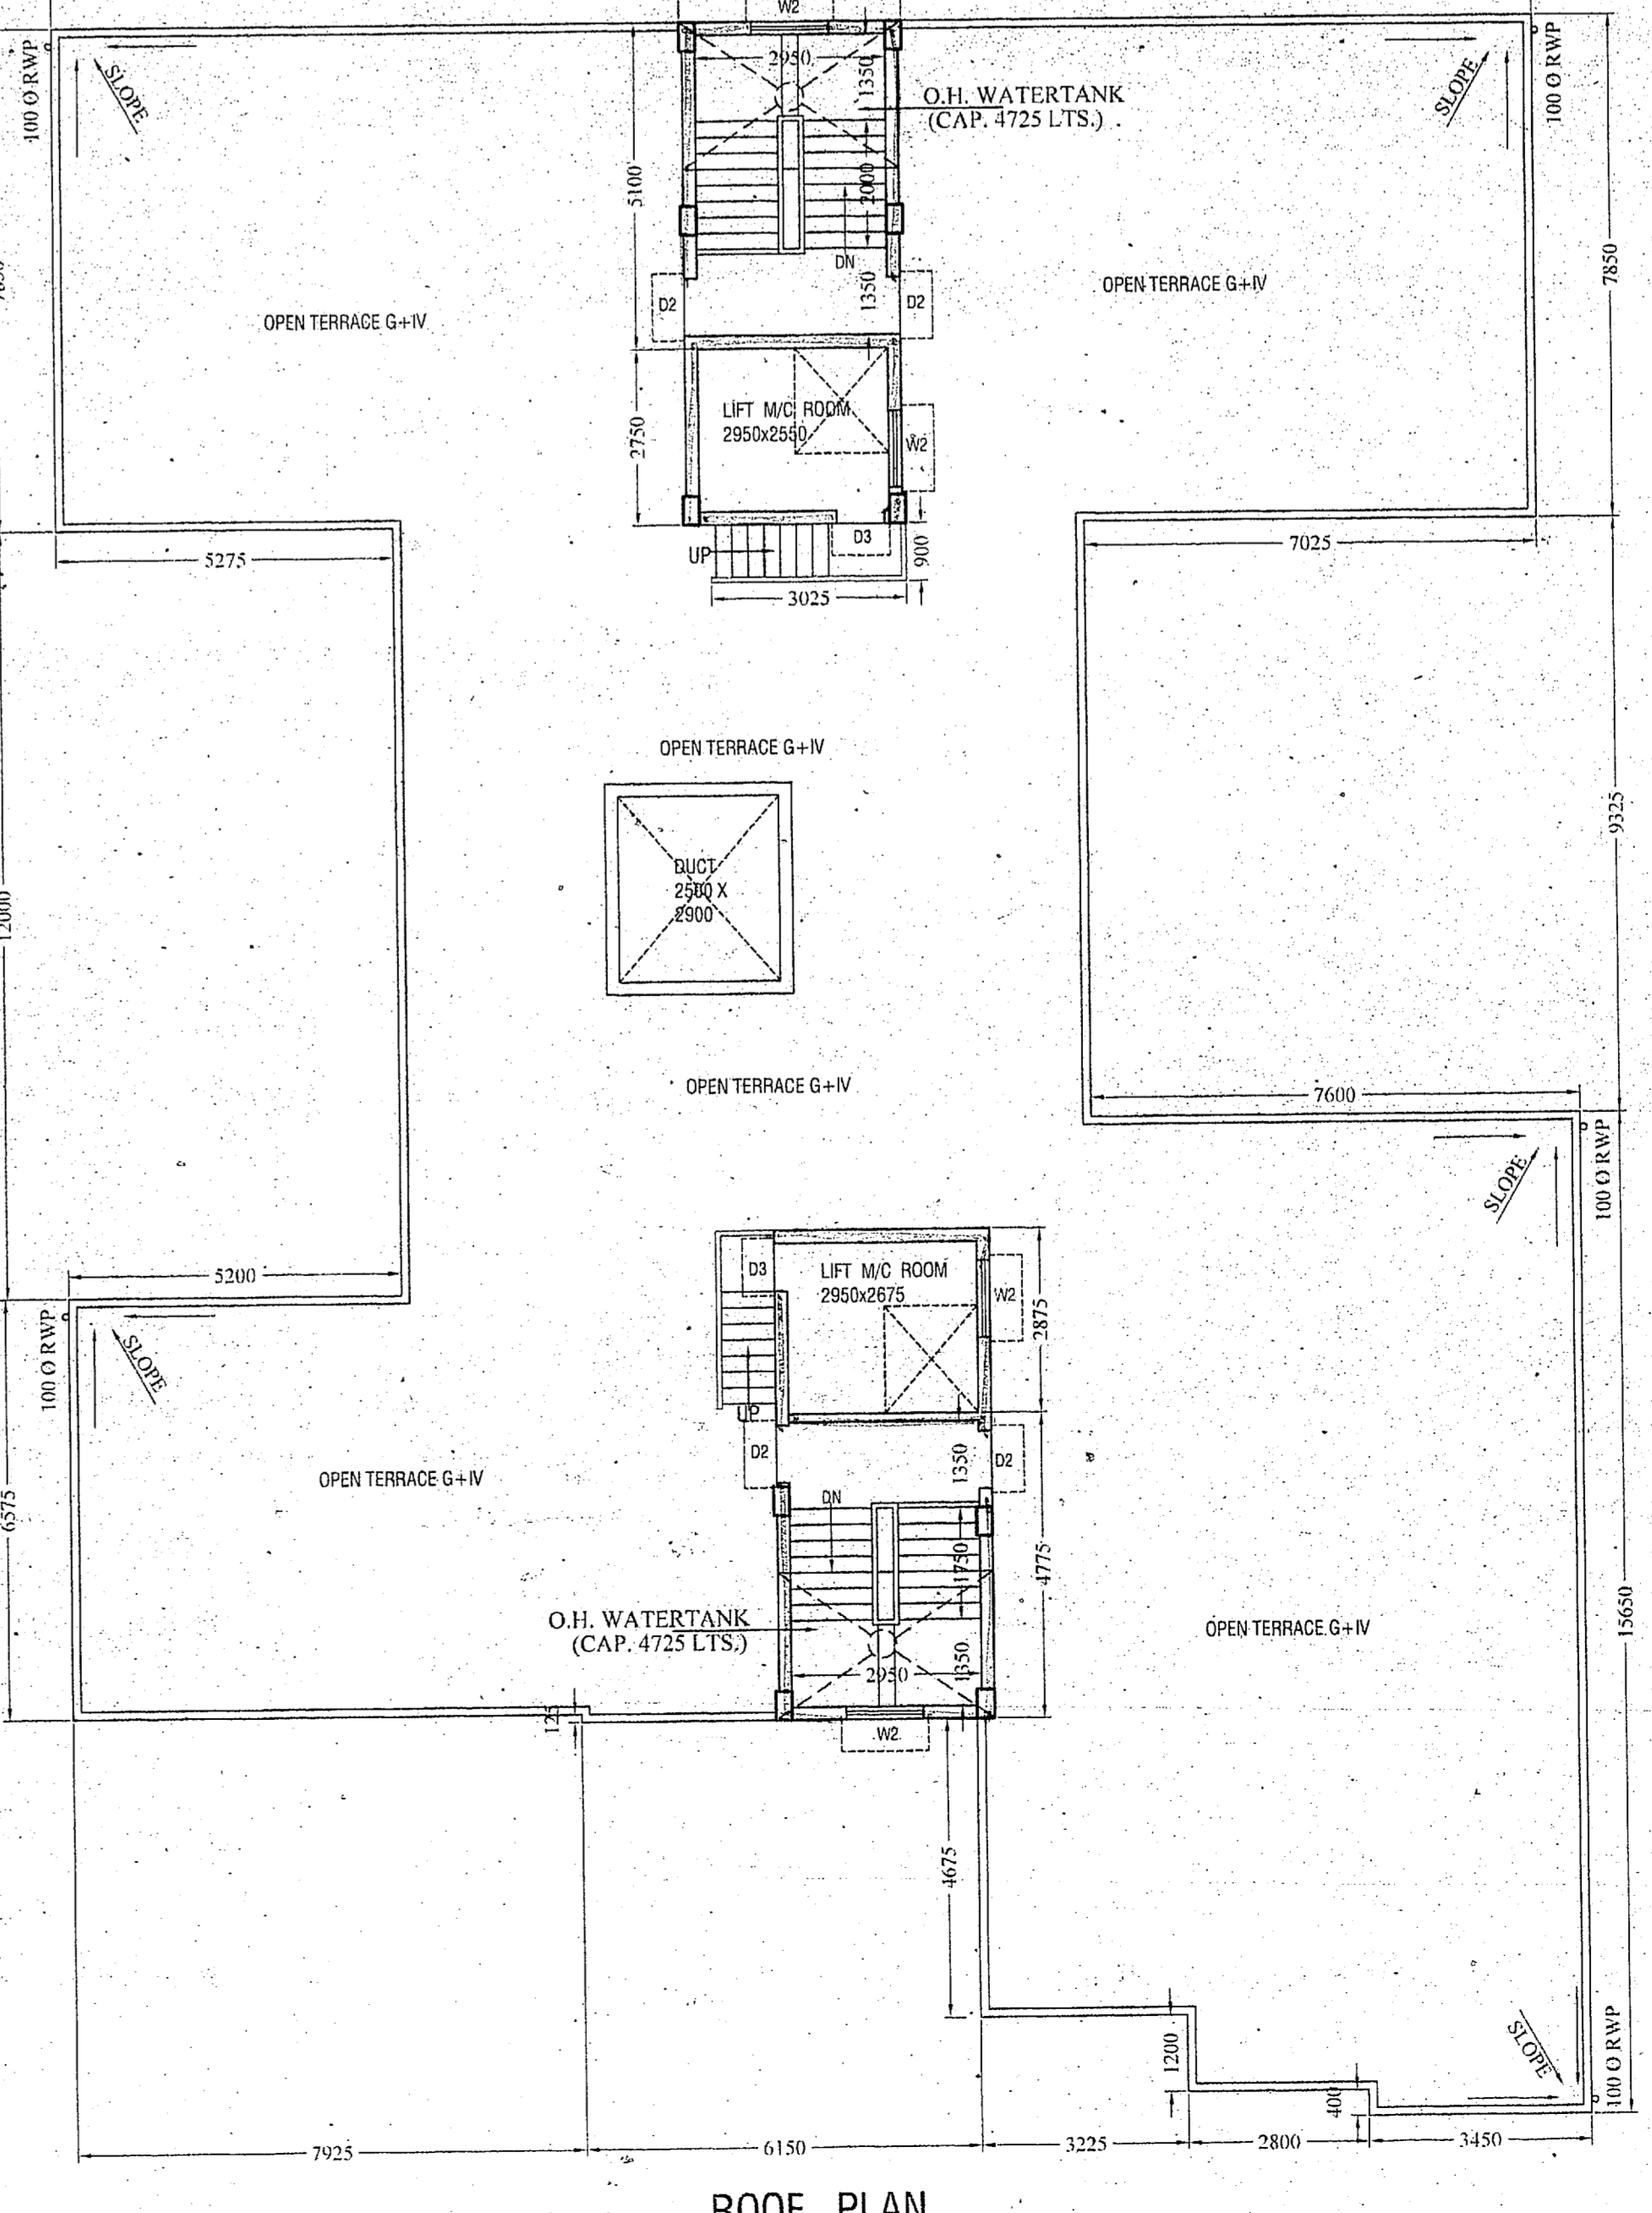 W2
100 Ø RWP
SLOPE
2950
1350
O.H. WATERTANK
(CAP. 4725 LTS.)
SLOPE
100 Ø RWP
5100
2000
DN
D2
1350
D2
OPEN TERRACE G+IV
OPEN TERRACE G+IV
7850
LIFT M/C ROOM
2950x2550
W2
2750
D3
UP
900
3025
5275
7025
OPEN TERRACE G+IV
DUCT
2500 X
2900
9325
12000
OPEN TERRACE G+IV
7600
100 Ø RWP
SLOPE
5200
D3
LIFT M/C ROOM
2950x2675
W2
2875
100 Ø RWP
SLOPE
UP
D2
1350
D2
OPEN TERRACE G+IV
DN
6575
1750
4775
O.H. WATERTANK
(CAP. 4725 LTS.)
2950
1350
OPEN TERRACE G+IV
15650
125
W2
4675
1200
400
SLOPE
100 Ø RWP
7925
6150
3225
2800
3450
ROOF PLAN